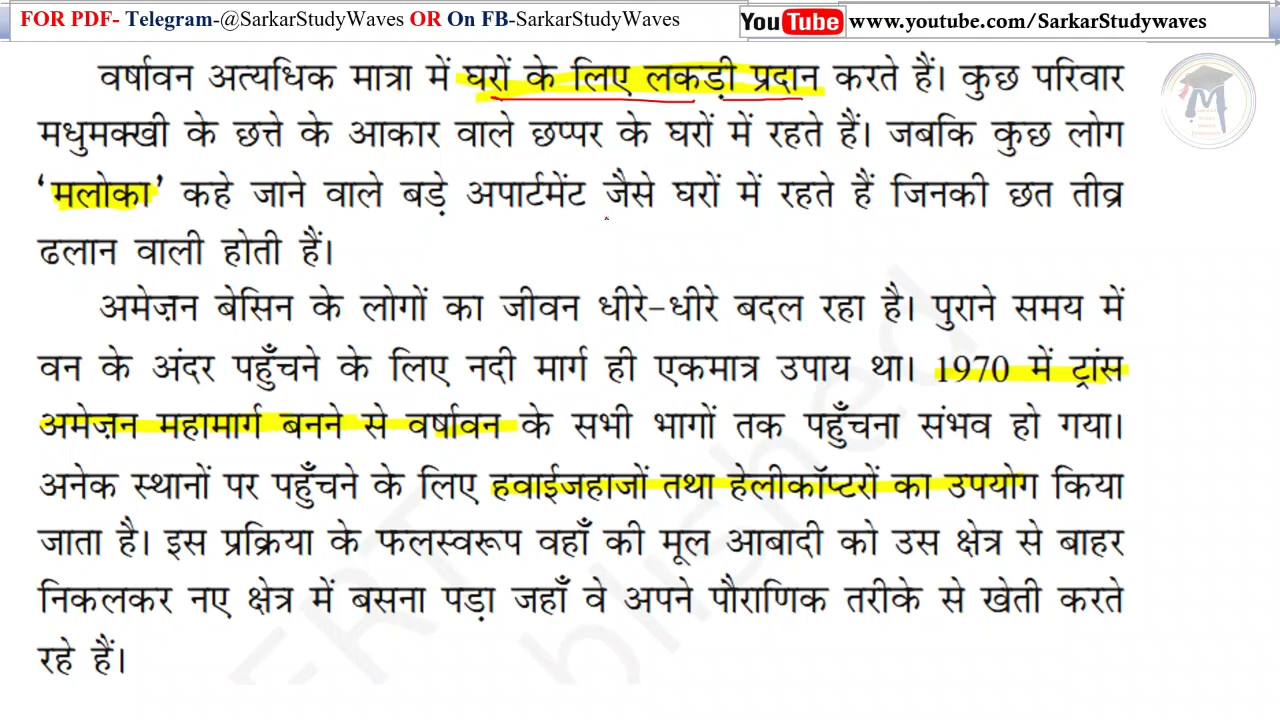 FOR PDF- Telegram-@SarkarStudyWaves OR On FB-SarkarStudyWaves
YouTube www.youtube.com/SarkarStudywaves
वर्षावन अत्यधिक मात्रा में घरों के लिए लकड़ी प्रदान करते हैं। कुछ परिवार
मधुमक्खी के छत्ते के आकार वाले छप्पर के घरों में रहते हैं। जबकि कुछ लोग
‘मलोका’ कहे जाने वाले बड़े अपार्टमेंट जैसे घरों में रहते हैं जिनकी छत तीव्र
ढलान वाली होती हैं।
अमेज़न बेसिन के लोगों का जीवन धीरे-धीरे बदल रहा है। पुराने समय में
वन के अंदर पहुँचने के लिए नदी मार्ग ही एकमात्र उपाय था। 1970 में ट्रांस
अमेज़न महामार्ग बनने से वर्षावन के सभी भागों तक पहुँचना संभव हो गया।
अनेक स्थानों पर पहुँचने के लिए हवाईजहाजों तथा हेलीकॉप्टरों का उपयोग किया
जाता है। इस प्रक्रिया के फलस्वरूप वहाँ की मूल आबादी को उस क्षेत्र से बाहर
निकलकर नए क्षेत्र में बसना पड़ा जहाँ वे अपने पौराणिक तरीके से खेती करते
रहे हैं।